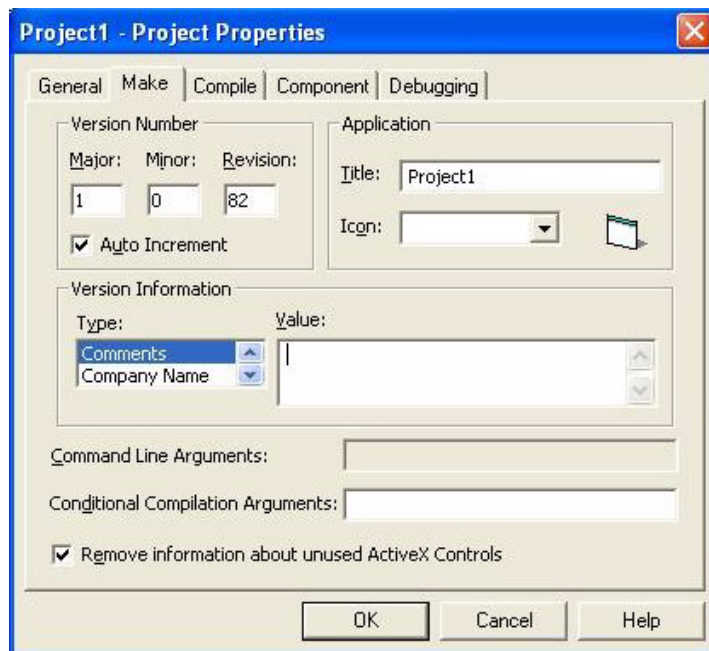 Project1 - Project Properties
General Make Compile Component Debugging
Version Number
Major: Minor: Revision:
1 0 82
Auto Increment
Application
Title: Project1
Icon:
Version Information
Type: Value:
Comments
Company Name
Command Line Arguments:
Conditional Compilation Arguments:
Remove information about unused ActiveX Controls
OK Cancel Help